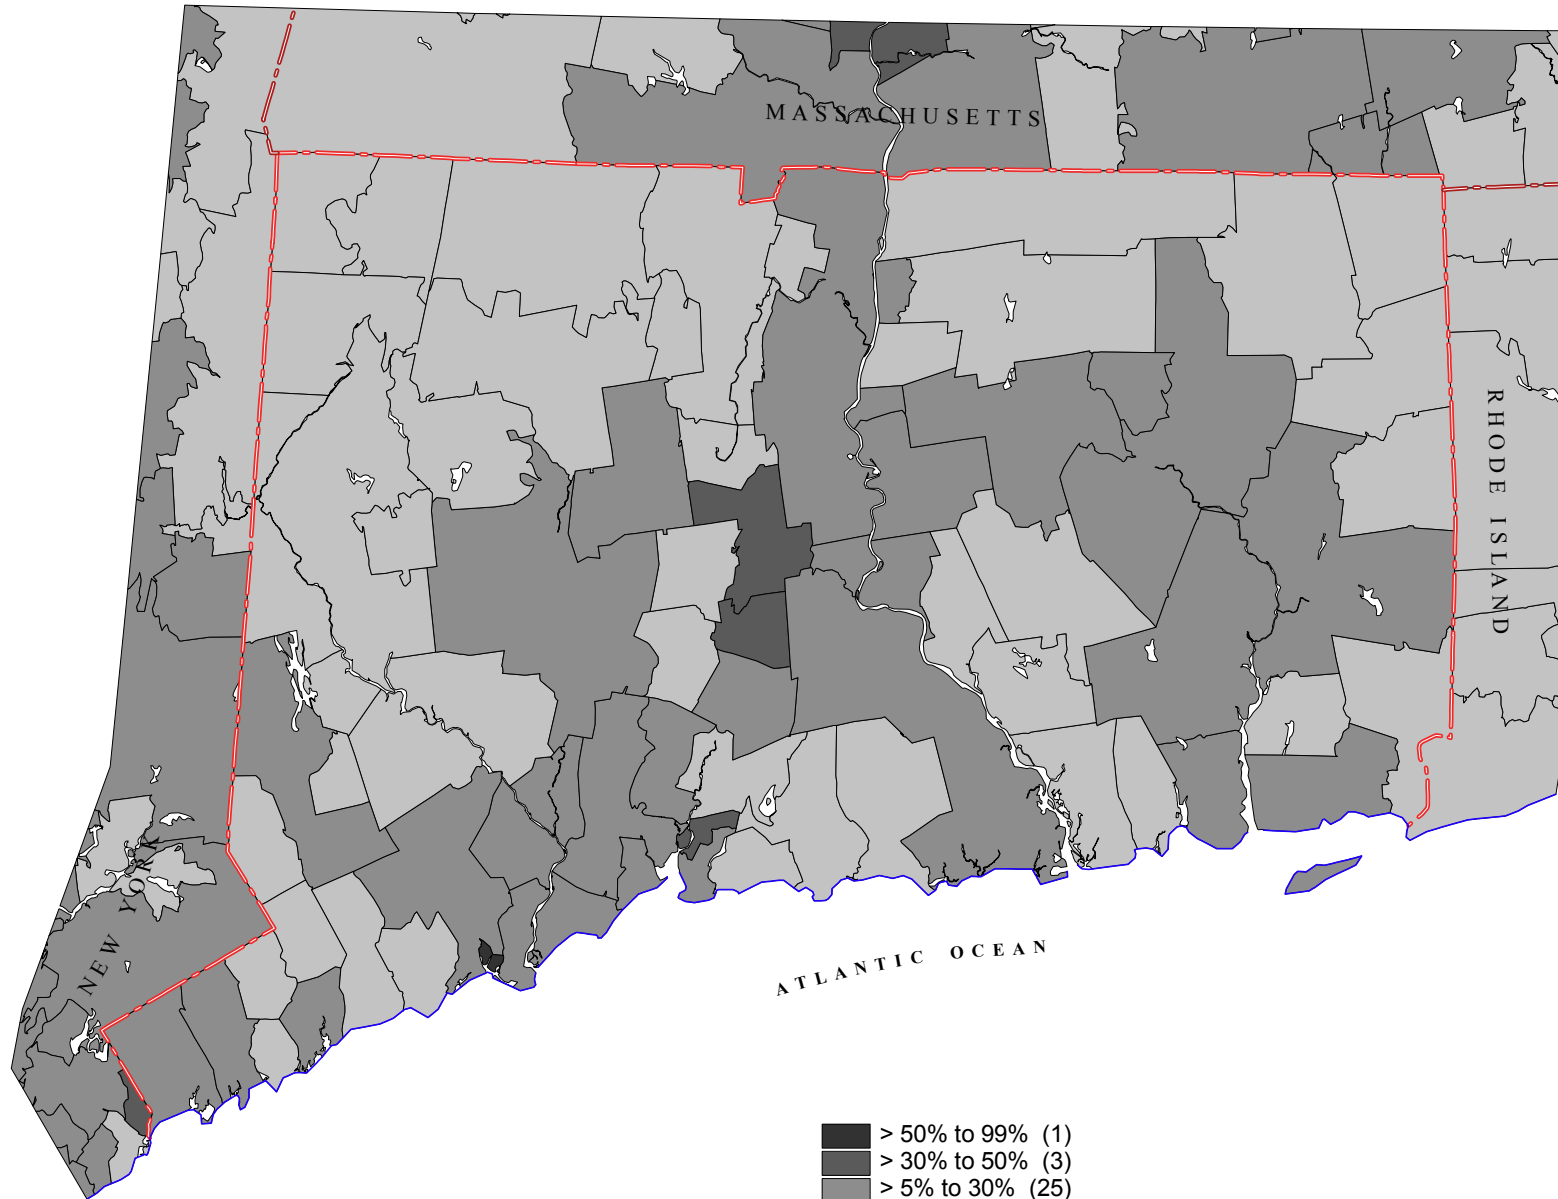 MASSACHUSETTS
RHODE ISLAND
NEW YORK
ATLANTIC OCEAN
> 50% to 99% (1)
> 30% to 50% (3)
> 5% to 30% (25)